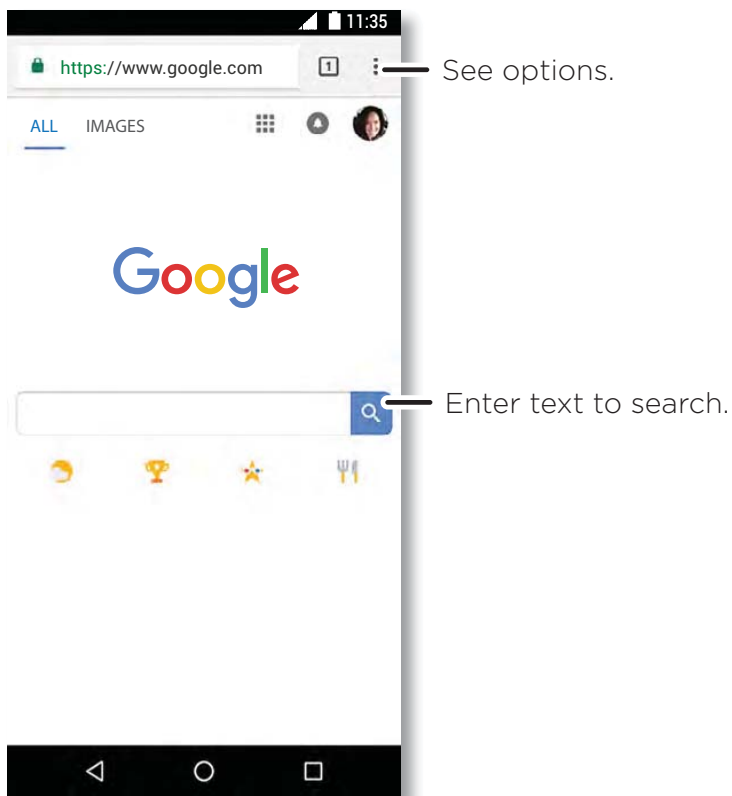 11:35
https://www.google.com 1
See options.
ALL IMAGES
Google
Enter text to search.